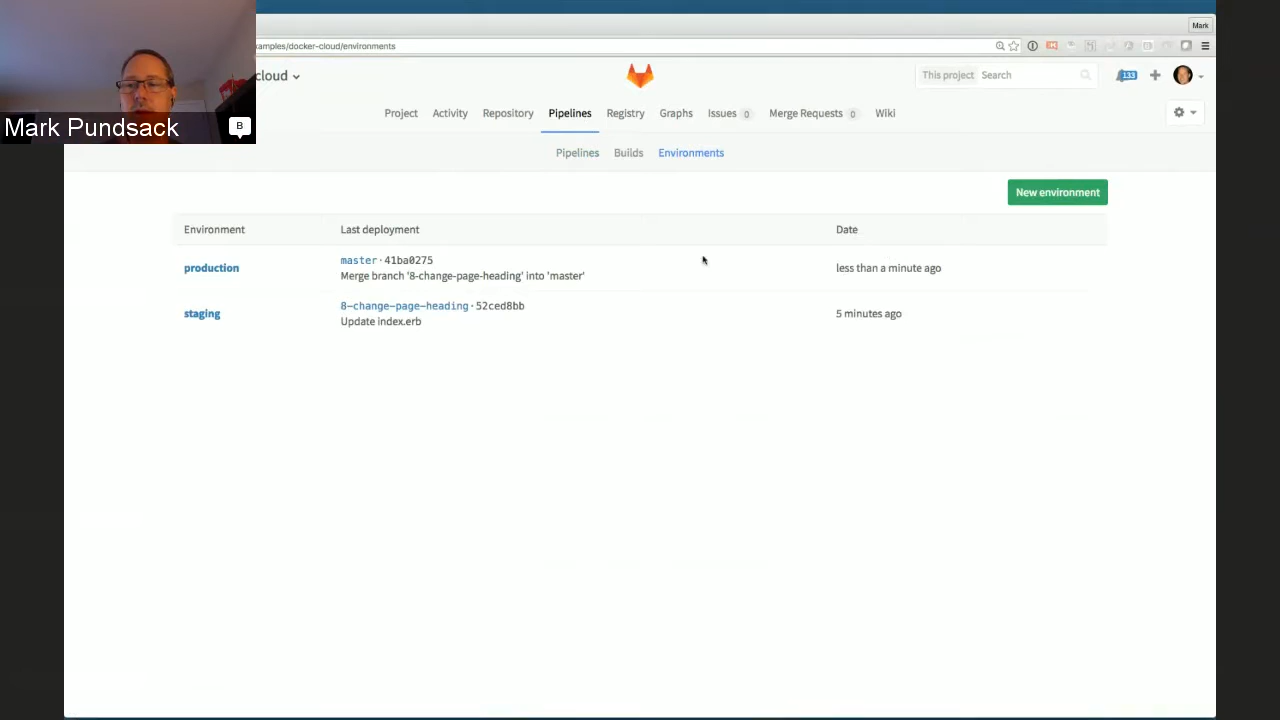 Mark
amples/docker-cloud/environments
cloud
This project Search
133
Mark Pundsack
B
Project Activity Repository Pipelines Registry Graphs Issues 0 Merge Requests 0 Wiki
Pipelines Builds Environments
New environment
Environment Last deployment Date
production
master · 41ba0275
Merge branch '8-change-page-heading' into 'master'
less than a minute ago
staging
8-change-page-heading · 52ced8bb
Update index.erb
5 minutes ago